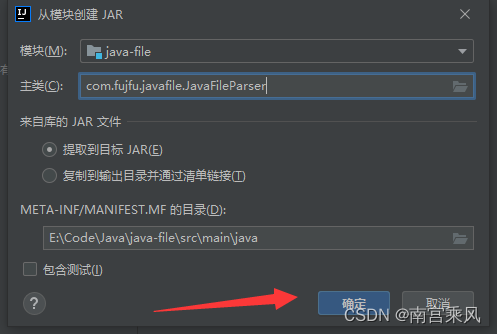 从模块创建 JAR
模块(M): java-file
主类(C): com.fujfu.javafile.JavaFileParser
来自库的 JAR 文件
提取到目标 JAR(E)
复制到输出目录并通过清单链接(T)
META-INF/MANIFEST.MF 的目录(D):
E:\Code\Java\java-file\src\main\java
包含测试(I)
? 确定 取消
CSDN @南宫乘风